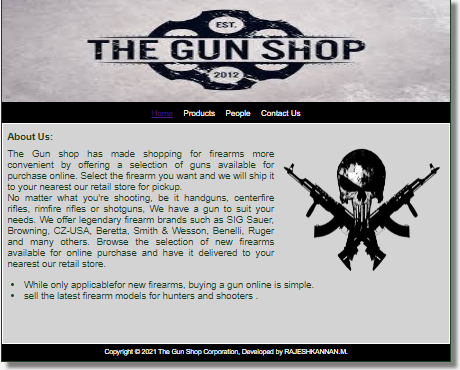 EST.
THE GUN SHOP
2012
Home Products People Contact Us
About Us:
The Gun shop has made shopping for firearms more
convenient by offering a selection of guns available for
purchase online. Select the firearm you want and we will ship it
to your nearest our retail store for pickup.
No matter what you're shooting, be it handguns, centerfire
rifles, rimfire rifles or shotguns, We have a gun to suit your
needs. We offer legendary firearm brands such as SIG Sauer,
Browning, CZ-USA, Beretta, Smith & Wesson, Benelli, Ruger
and many others. Browse the selection of new firearms
available for online purchase and have it delivered to your
nearest our retail store.
• While only applicablefor new firearms, buying a gun online is simple.
• sell the latest firearm models for hunters and shooters .
Copyright © 2021 The Gun Shop Corporation, Developed by RAJESHKANNAN.M.